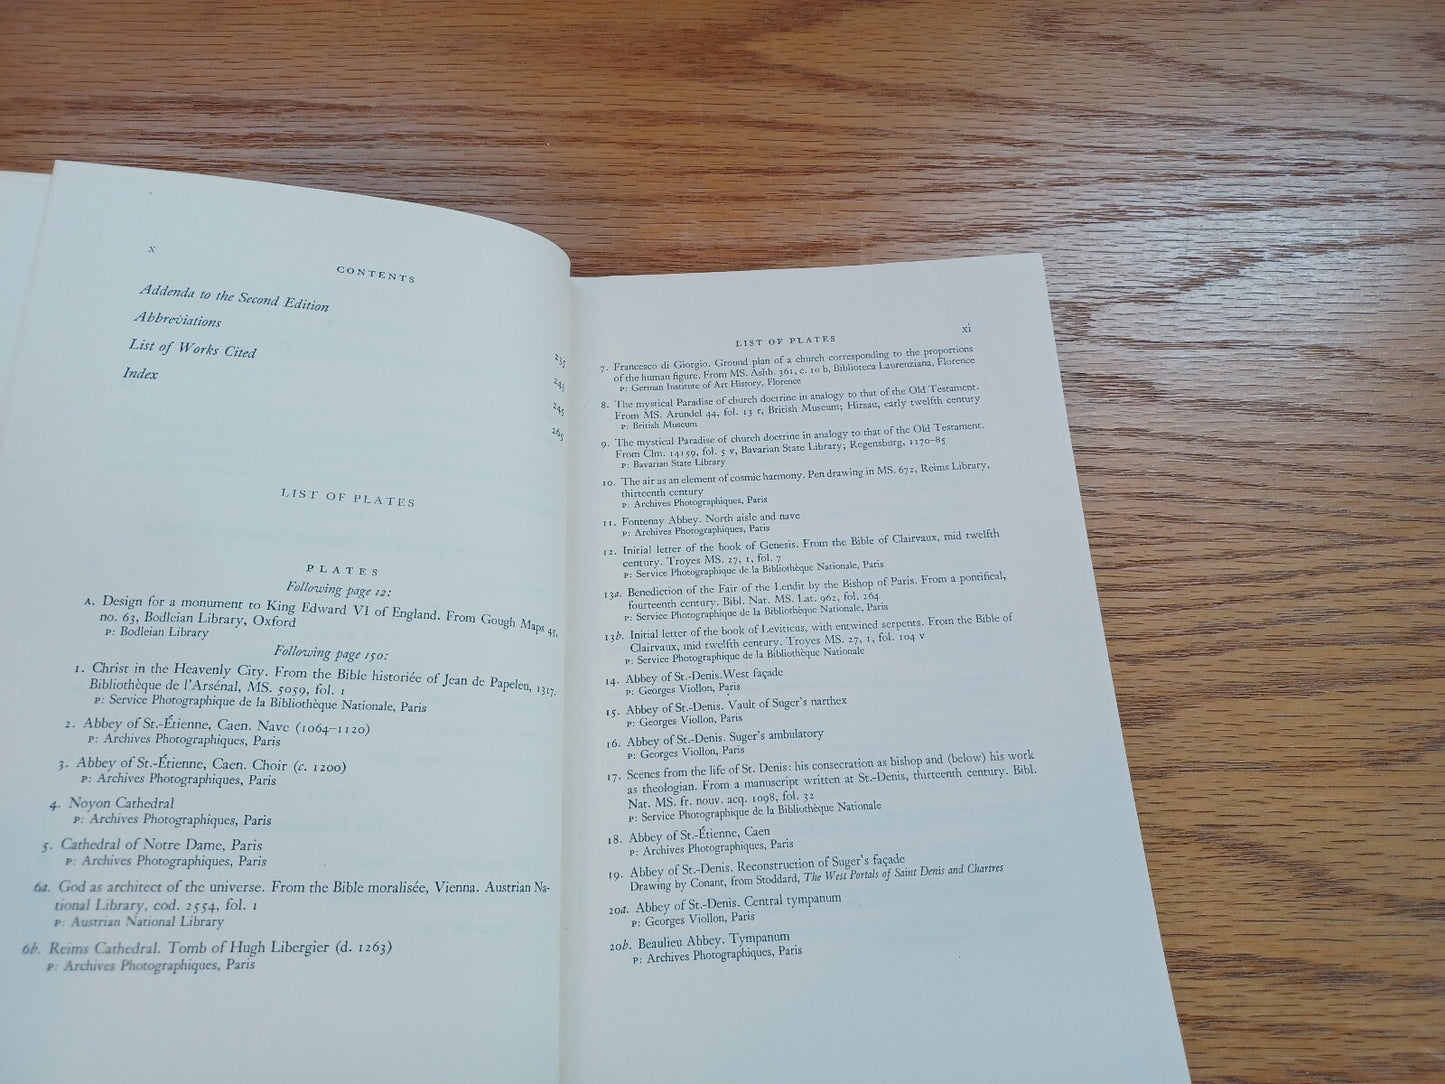 x
CONTENTS
Addenda to the Second Edition
235
Abbreviations
243
List of Works Cited
245
Index
265
LIST OF PLATES
PLATES
Following page 12:
A. Design for a monument to King Edward VI of England. From Gough Maps 45,
no. 63, Bodleian Library, Oxford
P: Bodleian Library
Following page 150:
1. Christ in the Heavenly City. From the Bible historiée of Jean de Papeleu, 1317.
Bibliothèque de l'Arsénal, MS. 5059, fol. 1
P: Service Photographique de la Bibliothèque Nationale, Paris
2. Abbey of St.-Étienne, Caen. Nave (1064–1120)
P: Archives Photographiques, Paris
3. Abbey of St.-Étienne, Caen. Choir (c. 1200)
P: Archives Photographiques, Paris
4. Noyon Cathedral
P: Archives Photographiques, Paris
5. Cathedral of Notre Dame, Paris
P: Archives Photographiques, Paris
6a. God as architect of the universe. From the Bible moralisée, Vienna. Austrian Na-
tional Library, cod. 2554, fol. 1
P: Austrian National Library
6b. Reims Cathedral. Tomb of Hugh Libergier (d. 1263)
P: Archives Photographiques, Paris
LIST OF PLATES
xi
7. Francesco di Giorgio. Ground plan of a church corresponding to the proportions
of the human figure. From MS. Ashb. 361, c. 10 b, Biblioteca Laurenziana, Florence
P: German Institute of Art History, Florence
8. The mystical Paradise of church doctrine in analogy to that of the Old Testament.
From MS. Arundel 44, fol. 13 r, British Museum; Hirsau, early twelfth century
P: British Museum
9. The mystical Paradise of church doctrine in analogy to that of the Old Testament.
From Clm. 14159, fol. 5 v, Bavarian State Library; Regensburg, 1170–85
P: Bavarian State Library
10. The air as an element of cosmic harmony. Pen drawing in MS. 672, Reims Library,
thirteenth century
P: Archives Photographiques, Paris
11. Fontenay Abbey. North aisle and nave
P: Archives Photographiques, Paris
12. Initial letter of the book of Genesis. From the Bible of Clairvaux, mid twelfth
century. Troyes MS. 27, 1, fol. 7
P: Service Photographique de la Bibliothèque Nationale, Paris
13a. Benediction of the Fair of the Lendit by the Bishop of Paris. From a pontifical,
fourteenth century. Bibl. Nat. MS. Lat. 962, fol. 264
P: Service Photographique de la Bibliothèque Nationale, Paris
13b. Initial letter of the book of Leviticus, with entwined serpents. From the Bible of
Clairvaux, mid twelfth century. Troyes MS. 27, 1, fol. 104 v
P: Service Photographique de la Bibliothèque Nationale
14. Abbey of St.-Denis.West façade
P: Georges Viollon, Paris
15. Abbey of St.-Denis. Vault of Suger's narthex
P: Georges Viollon, Paris
16. Abbey of St.-Denis. Suger's ambulatory
P: Georges Viollon, Paris
17. Scenes from the life of St. Denis: his consecration as bishop and (below) his work
as theologian. From a manuscript written at St.-Denis, thirteenth century. Bibl.
Nat. MS. fr. nouv. acq. 1098, fol. 32
P: Service Photographique de la Bibliothèque Nationale
18. Abbey of St.-Étienne, Caen
P: Archives Photographiques, Paris
19. Abbey of St.-Denis. Reconstruction of Suger's façade
Drawing by Conant, from Stoddard, The West Portals of Saint Denis and Chartres
20a. Abbey of St.-Denis. Central tympanum
P: Georges Viollon, Paris
20b. Beaulieu Abbey. Tympanum
P: Archives Photographiques, Paris